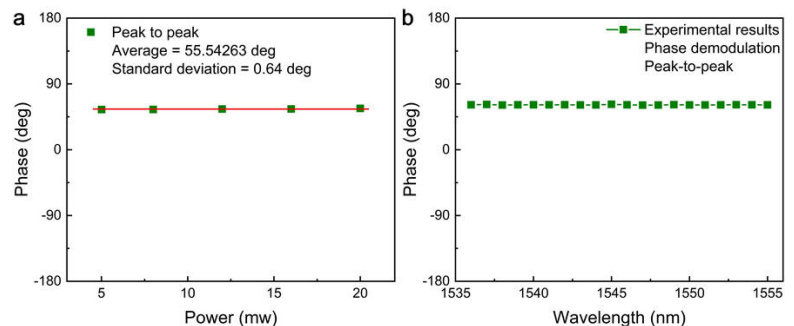 a
180
90
0
-90
-180
Phase (deg)
Peak to peak
Average = 55.54263 deg
Standard deviation = 0.64 deg
5
10
15
20
Power (mw)
b
180
90
0
-90
-180
Phase (deg)
Experimental results
Phase demodulation
Peak-to-peak
1535
1540
1545
1550
1555
Wavelength (nm)